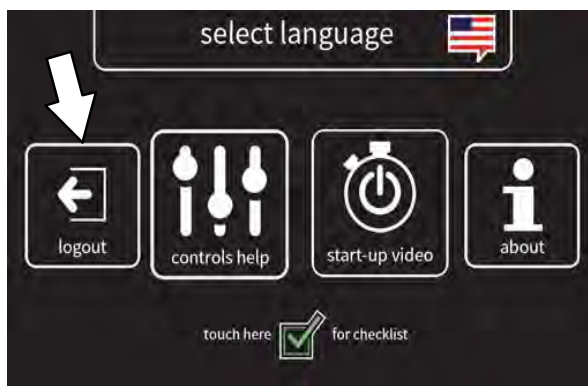 select language
logout
controls help
start-up video
about
touch here
for checklist